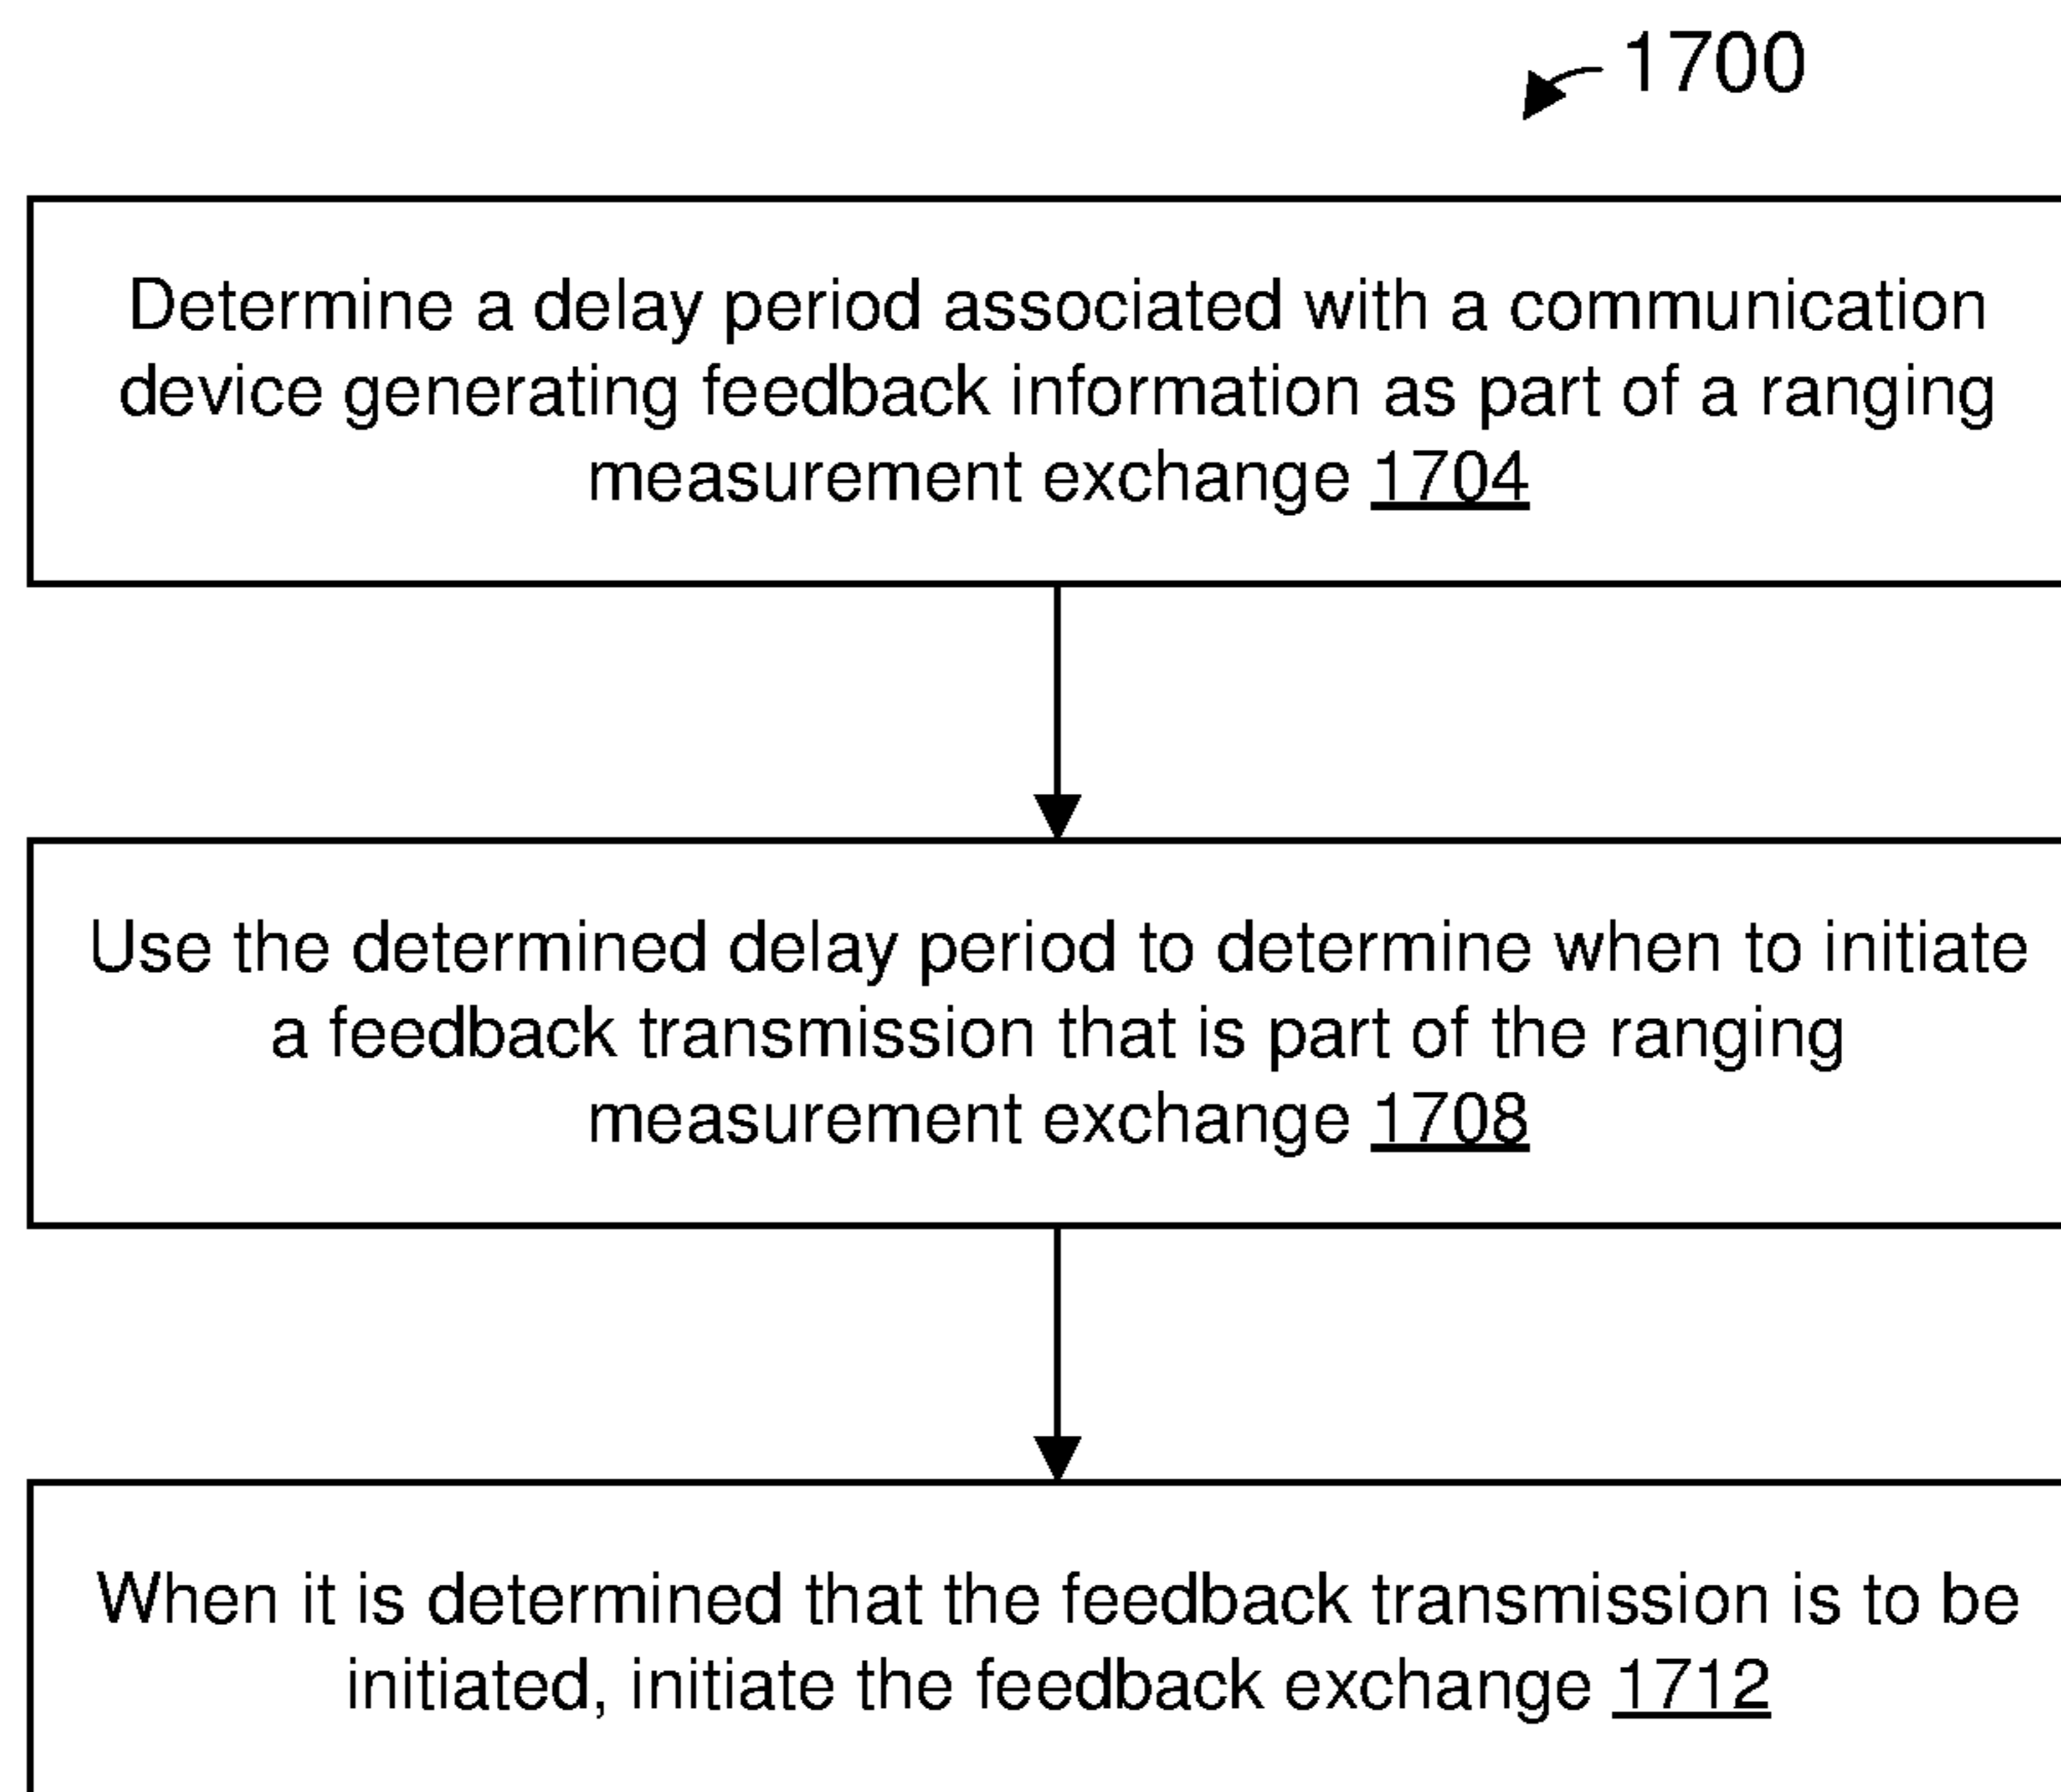 1700
Determine a delay period associated with a communication
device generating feedback information as part of a ranging
measurement exchange 1704
Use the determined delay period to determine when to initiate
a feedback transmission that is part of the ranging
measurement exchange 1708
When it is determined that the feedback transmission is to be
initiated, initiate the feedback exchange 1712